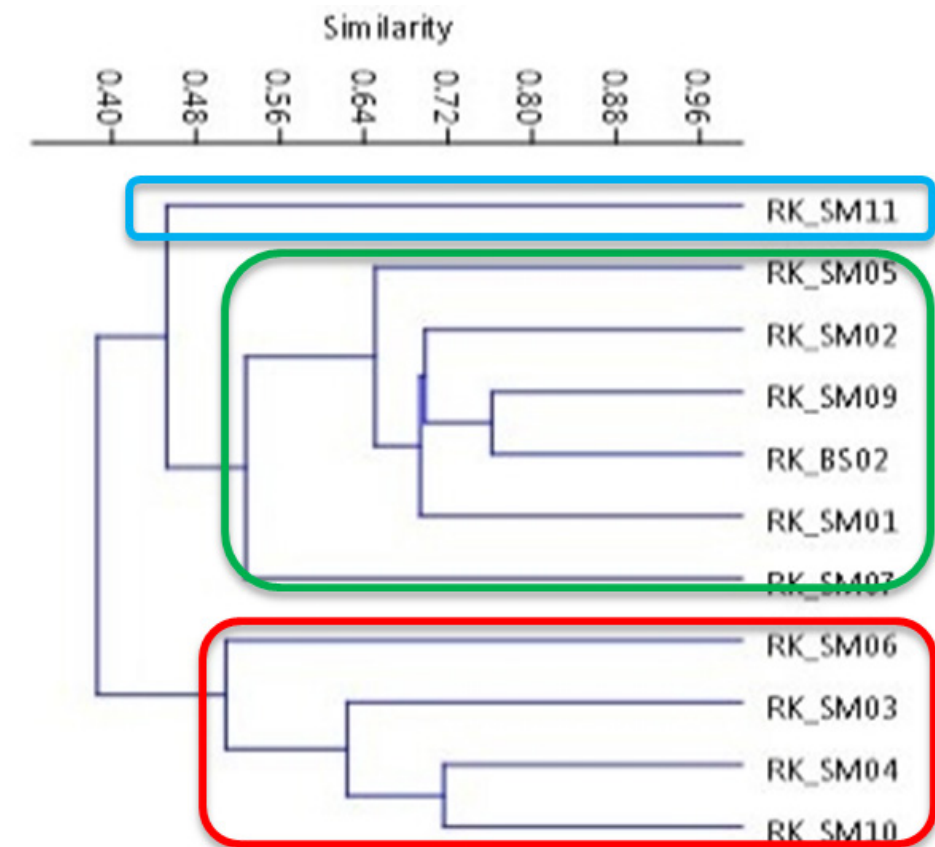 Similarity
0.40 0.48 0.56 0.64 0.72 0.80 0.88 0.96
RK_SM11
RK_SM05
RK_SM02
RK_SM09
RK_BS02
RK_SM01
RK_SM07
RK_SM06
RK_SM03
RK_SM04
RK_SM10